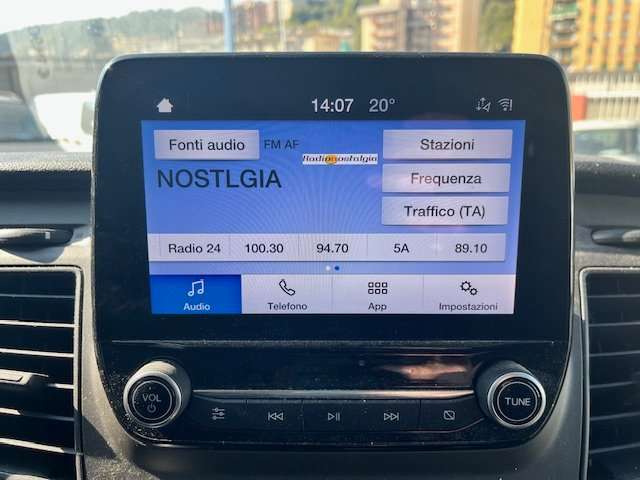 14:07 20°
Fonti audio FM AF Radionostalgia Stazioni
NOSTLGIA Frequenza
Traffico (TA)
Radio 24 100.30 94.70 5A 89.10
Audio Telefono App Impostazioni
VOL TUNE